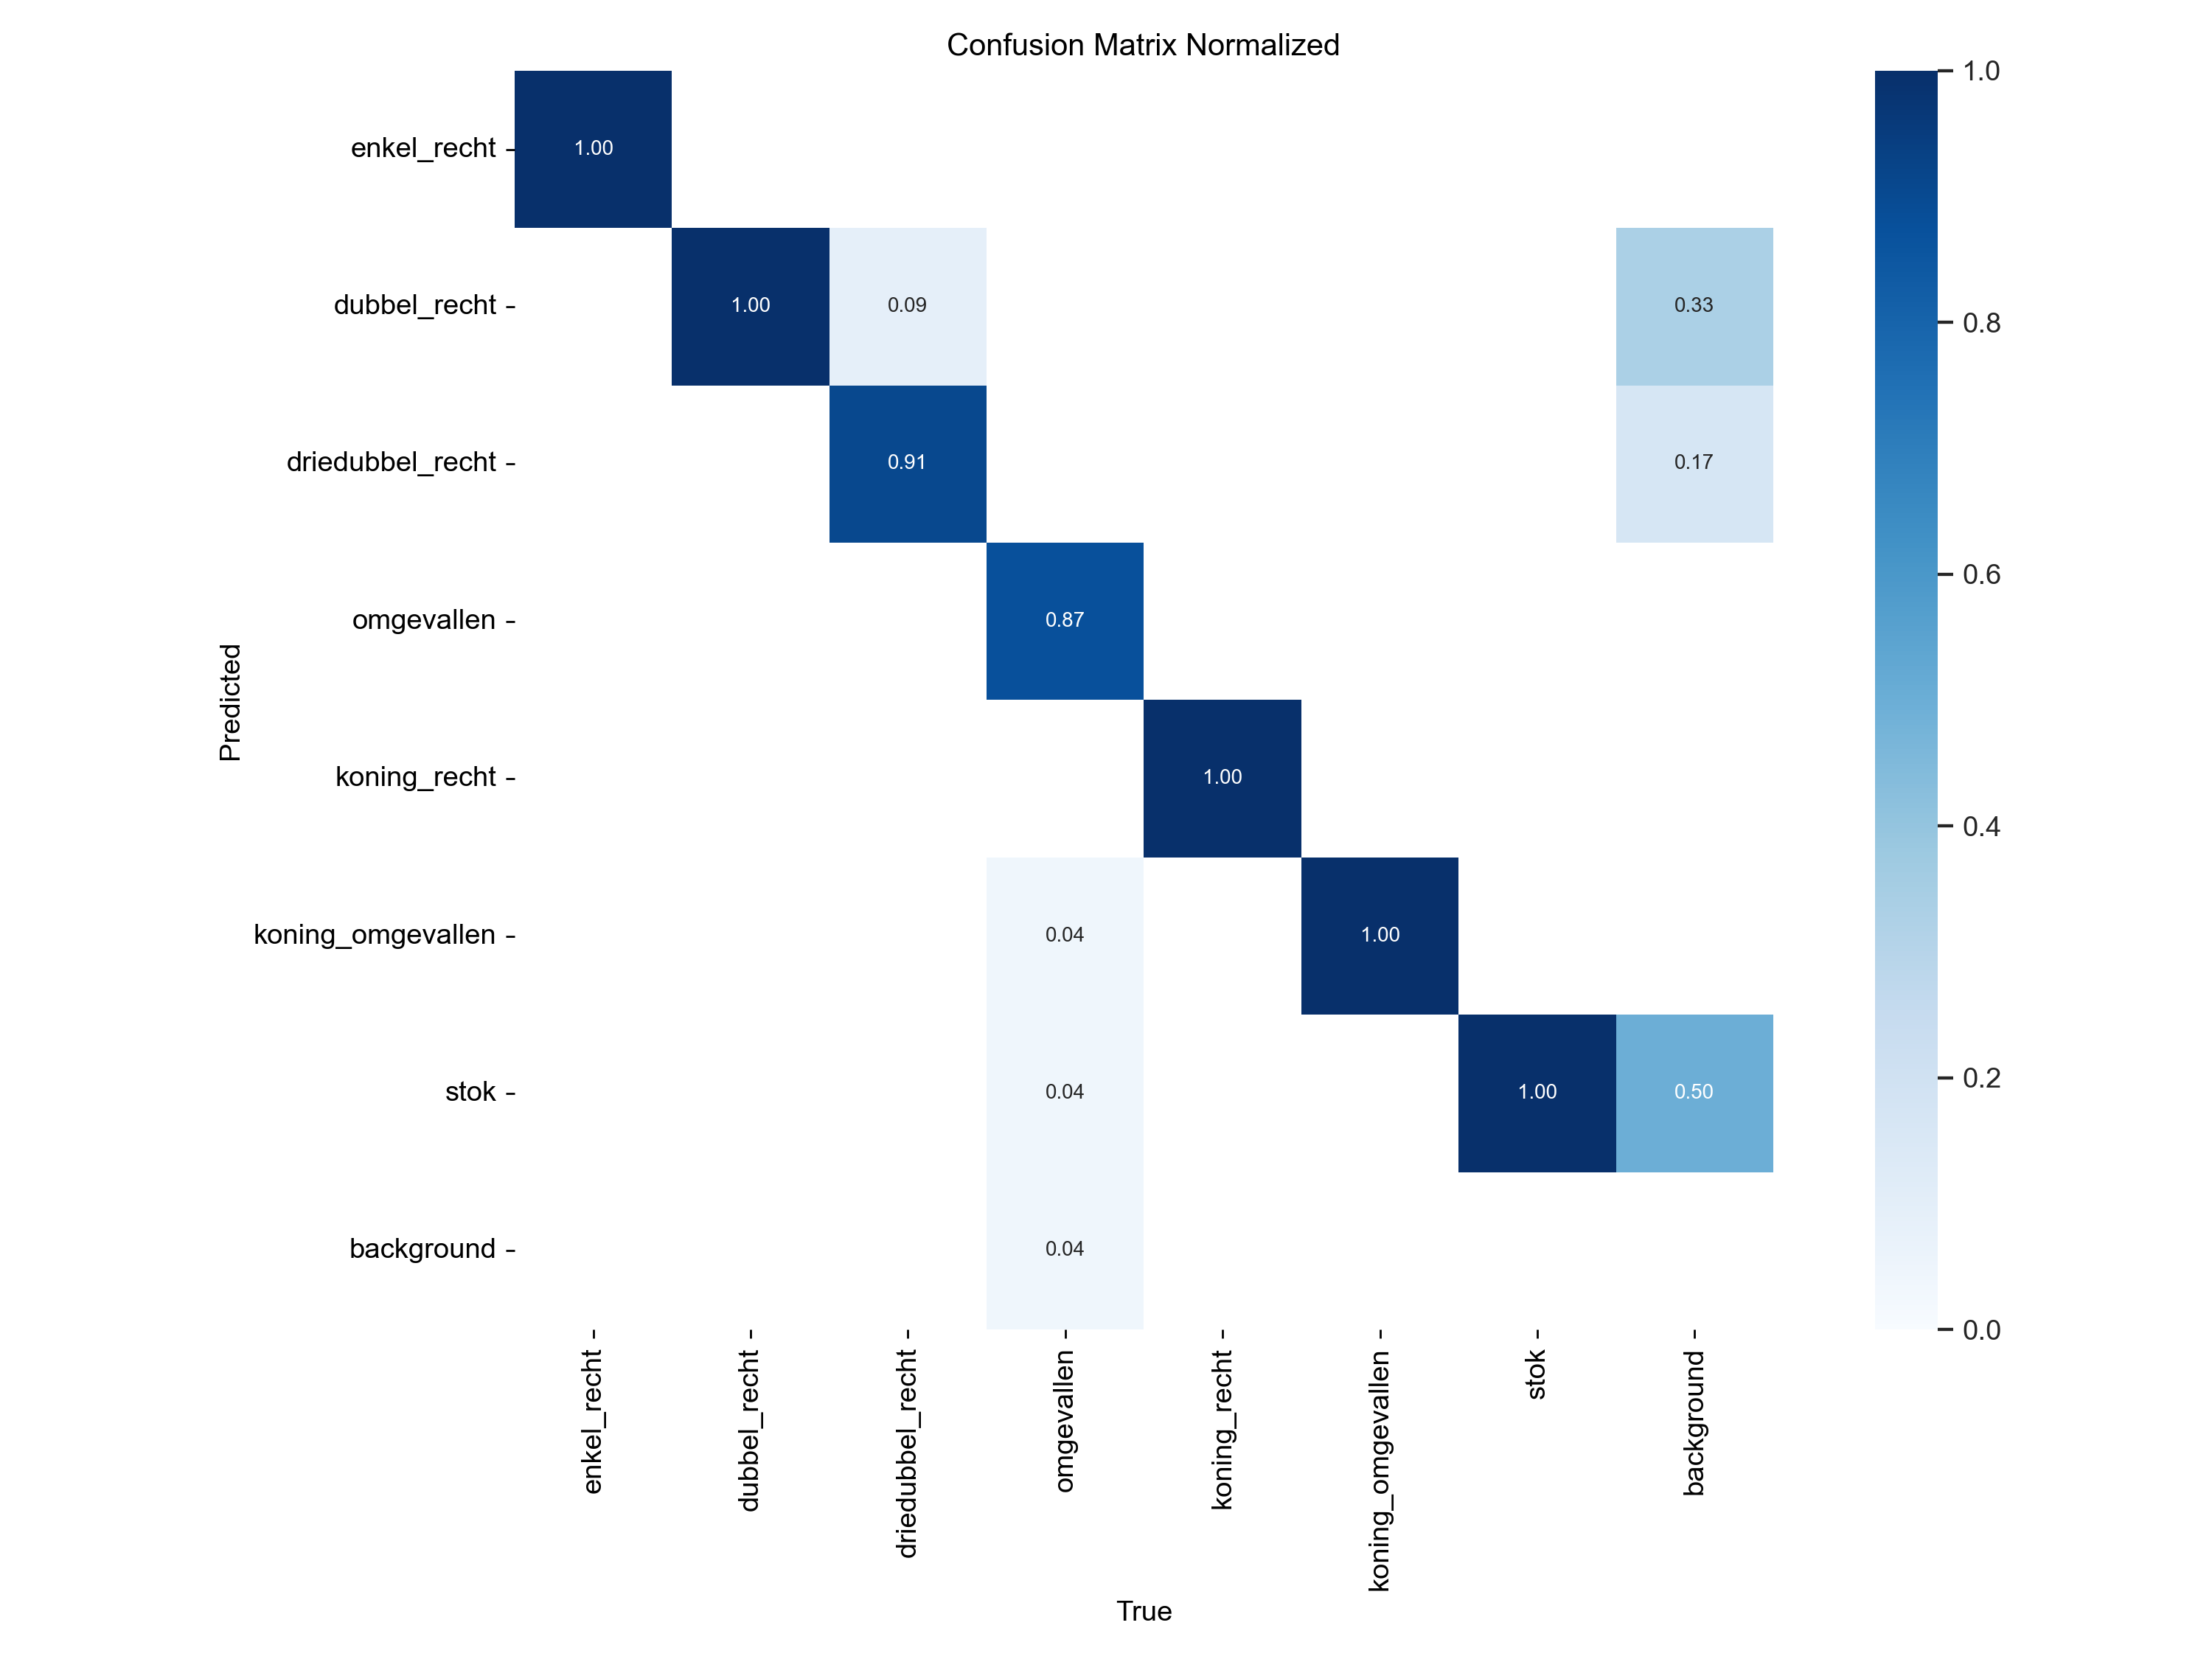 Confusion Matrix Normalized
enkel_recht
1.00
1.0
dubbel_recht
1.00
0.09
0.33
0.8
driedubbel_recht
0.91
0.17
0.6
omgevallen
0.87
Predicted
koning_recht
1.00
0.4
koning_omgevallen
0.04
1.00
stok
0.04
1.00
0.50
0.2
background
0.04
0.0
enkel_recht
dubbel_recht
driedubbel_recht
omgevallen
koning_recht
koning_omgevallen
stok
background
True